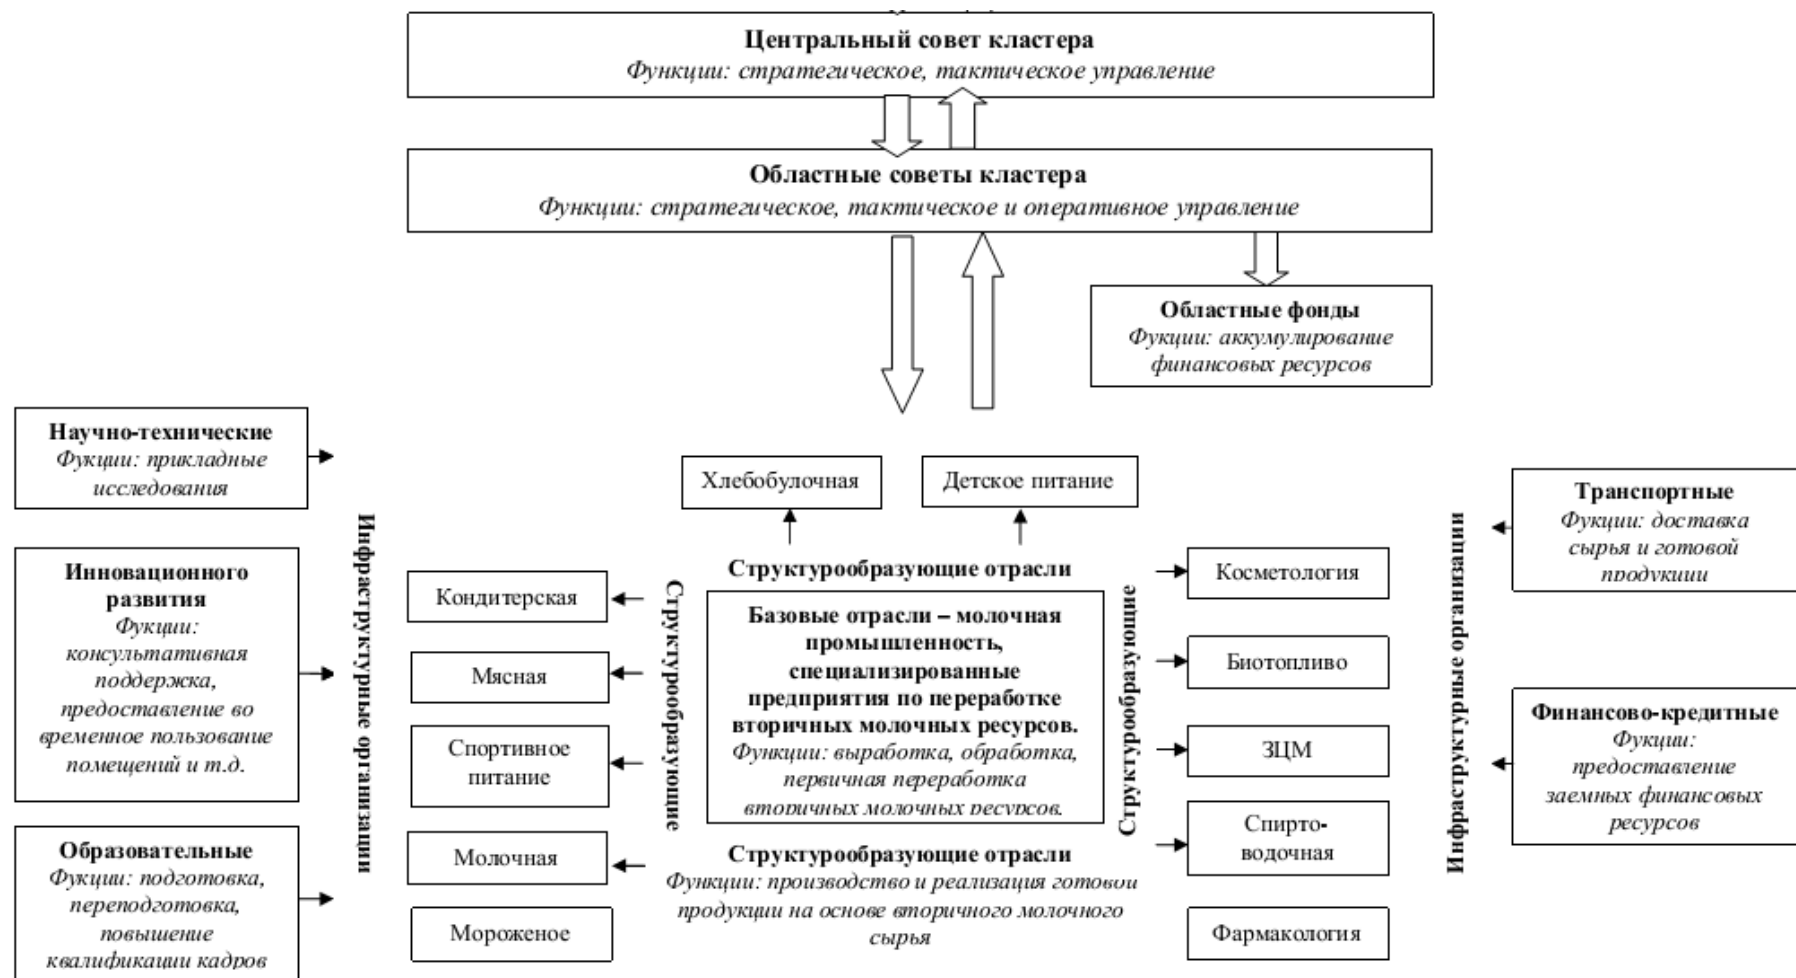 Центральный совет кластера
Функции: стратегическое, тактическое управление
Областные советы кластера
Функции: стратегическое, тактическое и оперативное управление
Областные фонды
Фукции: аккумулирование
финансовых ресурсов
Научно-технические
Фукции: прикладные
исследования
Инновационного
развития
Фукции:
консультативная
поддержка,
предоставление во
временное пользование
помещений и т.д.
Образовательные
Фукции: подготовка,
переподготовка,
повышение
квалификации кадров
Инфраструктурные организации
Хлебобулочная
Детское питание
Кондитерская
Мясная
Спортивное
питание
Молочная
Мороженое
Структурообразующие
Структурообразующие отрасли
Базовые отрасли – молочная
промышленность,
специализированные
предприятия по переработке
вторичных молочных ресурсов.
Функции: выработка, обработка,
первичная переработка
вторичных молочных ресурсов.
Структурообразующие отрасли
Функции: производство и реализация готовой
продукции на основе вторичного молочного
сырья
Структурообразующие
Косметология
Биотопливо
ЗЦМ
Спирто-
водочная
Фармакология
Инфраструктурные организации
Транспортные
Фукции: доставка
сырья и готовой
продукции
Финансово-кредитные
Фукции:
предоставление
заемных финансовых
ресурсов